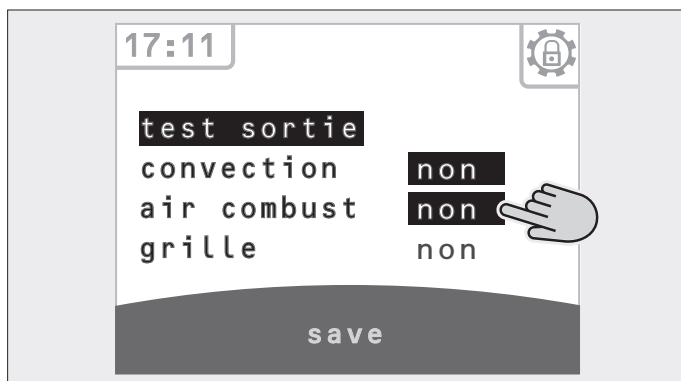 17:11
test sortie
convection non
air combust non
grille non
save